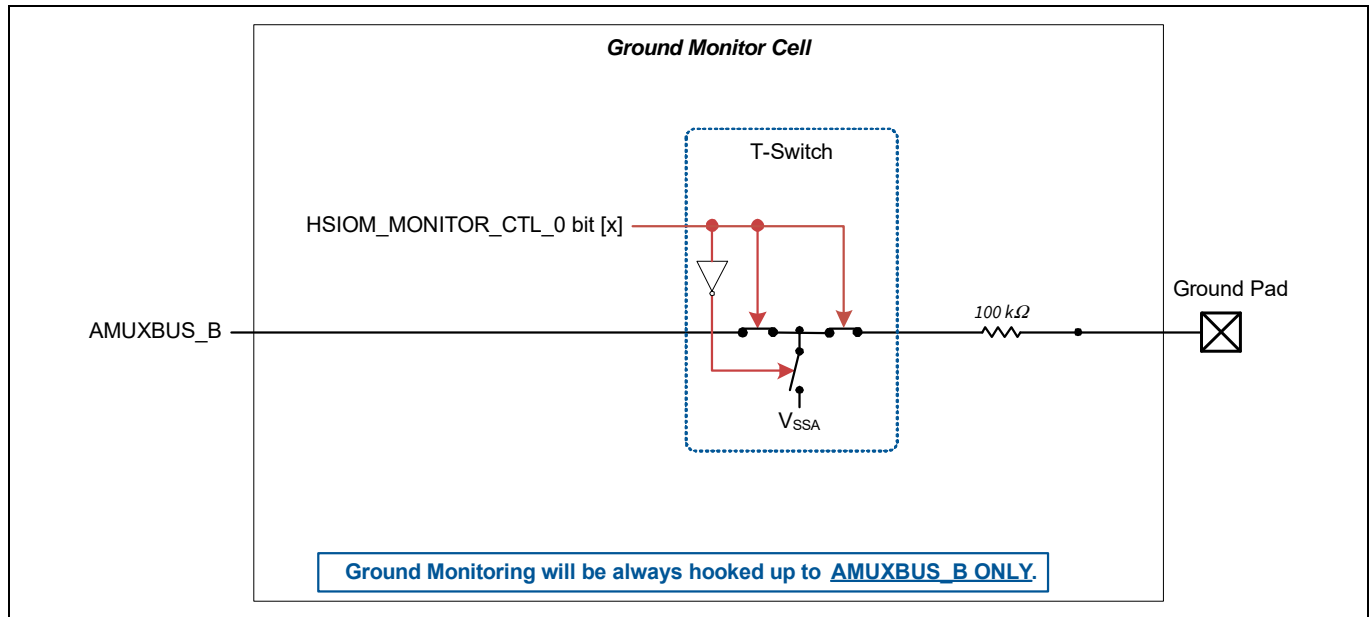 Ground Monitor Cell
T-Switch
HSIOM_MONITOR_CTL_0 bit [x]
Ground Pad
100 kΩ
AMUXBUS_B
VSSA
Ground Monitoring will be always hooked up to AMUXBUS_B ONLY.